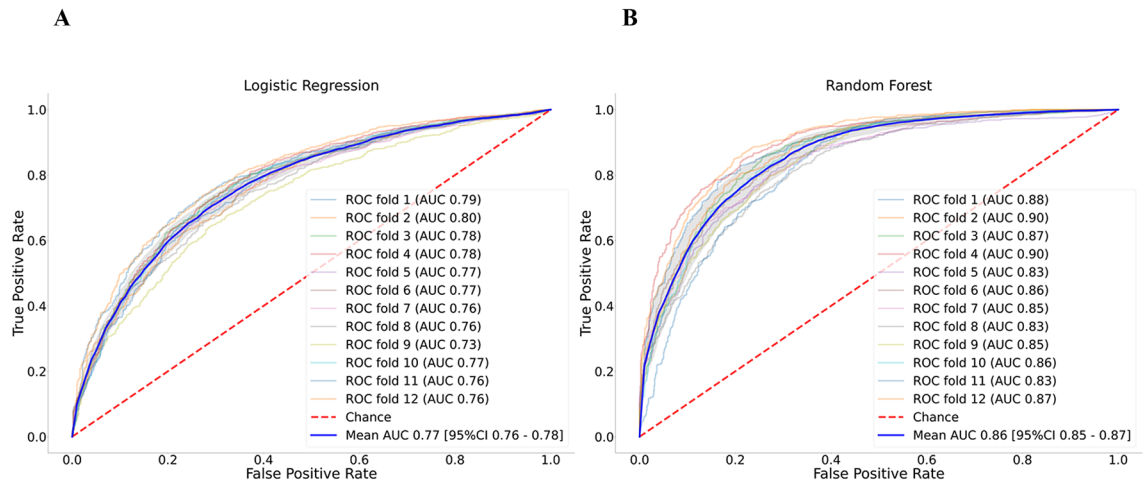 A
Logistic Regression
True Positive Rate
1.0
0.8
0.6
0.4
0.2
0.0
ROC fold 1 (AUC 0.79)
ROC fold 2 (AUC 0.80)
ROC fold 3 (AUC 0.78)
ROC fold 4 (AUC 0.78)
ROC fold 5 (AUC 0.77)
ROC fold 6 (AUC 0.77)
ROC fold 7 (AUC 0.76)
ROC fold 8 (AUC 0.76)
ROC fold 9 (AUC 0.73)
ROC fold 10 (AUC 0.77)
ROC fold 11 (AUC 0.76)
ROC fold 12 (AUC 0.76)
Chance
Mean AUC 0.77 [95%CI 0.76 - 0.78]
0.0 0.2 0.4 0.6 0.8 1.0
False Positive Rate
B
Random Forest
True Positive Rate
1.0
0.8
0.6
0.4
0.2
0.0
ROC fold 1 (AUC 0.88)
ROC fold 2 (AUC 0.90)
ROC fold 3 (AUC 0.87)
ROC fold 4 (AUC 0.90)
ROC fold 5 (AUC 0.83)
ROC fold 6 (AUC 0.86)
ROC fold 7 (AUC 0.85)
ROC fold 8 (AUC 0.83)
ROC fold 9 (AUC 0.85)
ROC fold 10 (AUC 0.86)
ROC fold 11 (AUC 0.83)
ROC fold 12 (AUC 0.87)
Chance
Mean AUC 0.86 [95%CI 0.85 - 0.87]
0.0 0.2 0.4 0.6 0.8 1.0
False Positive Rate